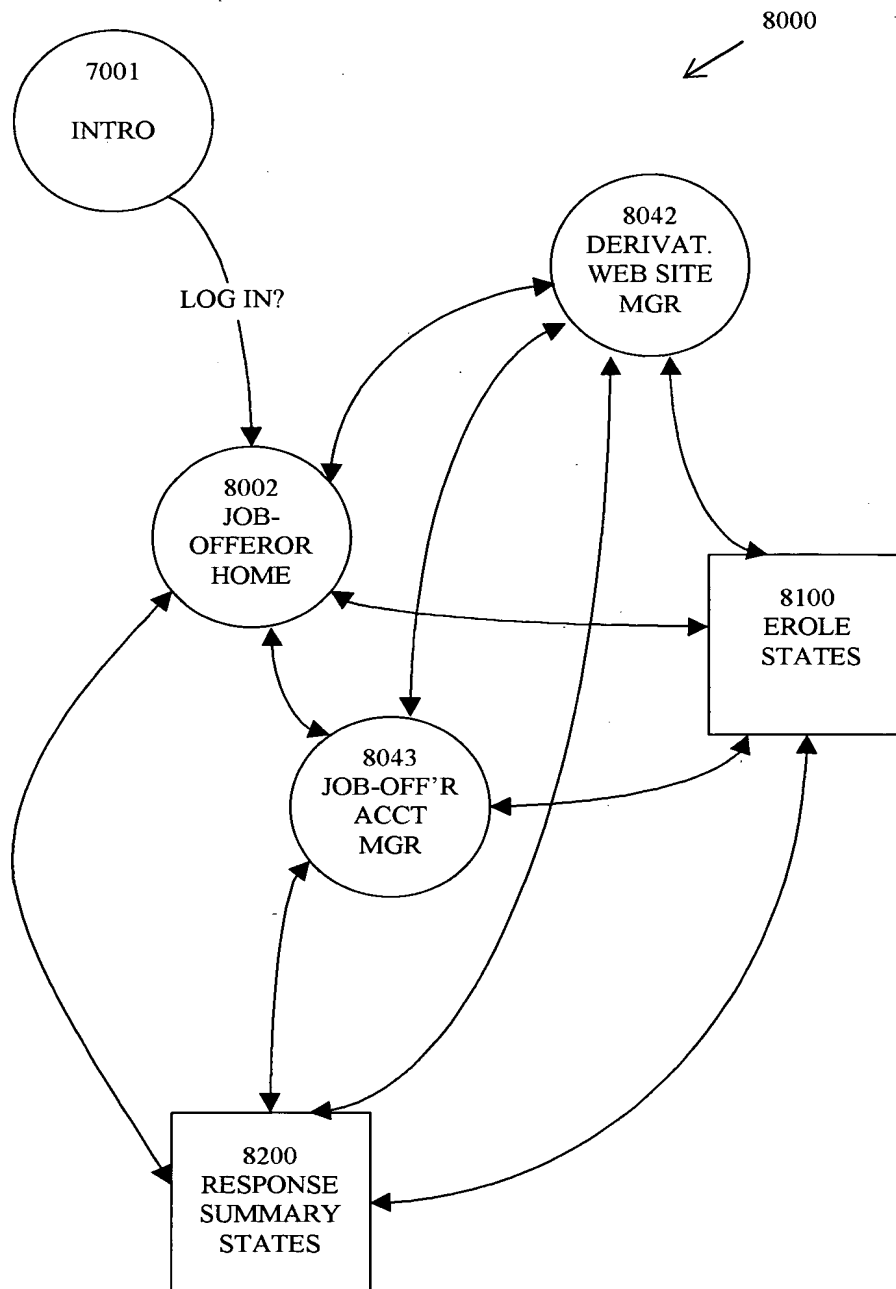 8000
7001
INTRO
8042
DERIVAT.
WEB SITE
MGR
LOG IN?
8002
JOB-
OFFEROR
HOME
8100
EROLE
STATES
8043
JOB-OFF'R
ACCT
MGR
8200
RESPONSE
SUMMARY
STATES